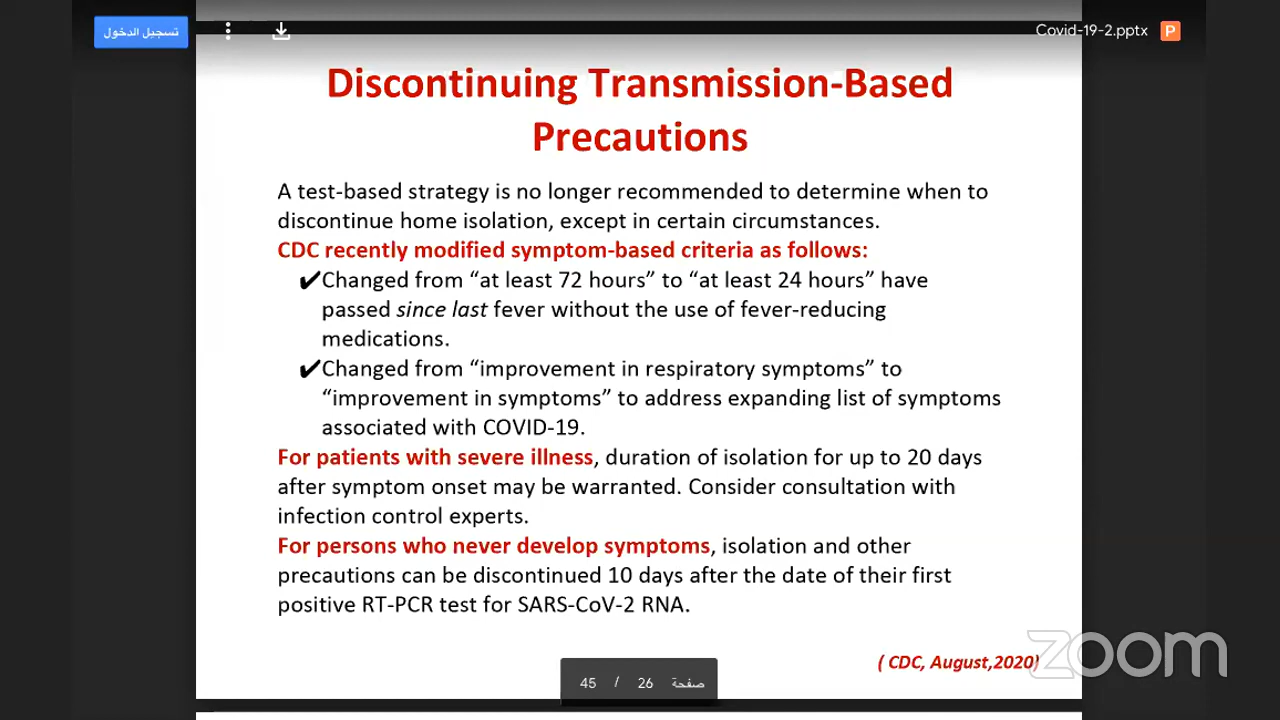 تسجيل الدخول
Covid-19-2.pptx P
Discontinuing Transmission-Based
Precautions
A test-based strategy is no longer recommended to determine when to
discontinue home isolation, except in certain circumstances.
CDC recently modified symptom-based criteria as follows:
✔Changed from “at least 72 hours” to “at least 24 hours” have
passed since last fever without the use of fever-reducing
medications.
✔Changed from “improvement in respiratory symptoms” to
“improvement in symptoms” to address expanding list of symptoms
associated with COVID-19.
For patients with severe illness, duration of isolation for up to 20 days
after symptom onset may be warranted. Consider consultation with
infection control experts.
For persons who never develop symptoms, isolation and other
precautions can be discontinued 10 days after the date of their first
positive RT-PCR test for SARS-CoV-2 RNA.
( CDC, August,2020)
zoom
صفحة 26 / 45